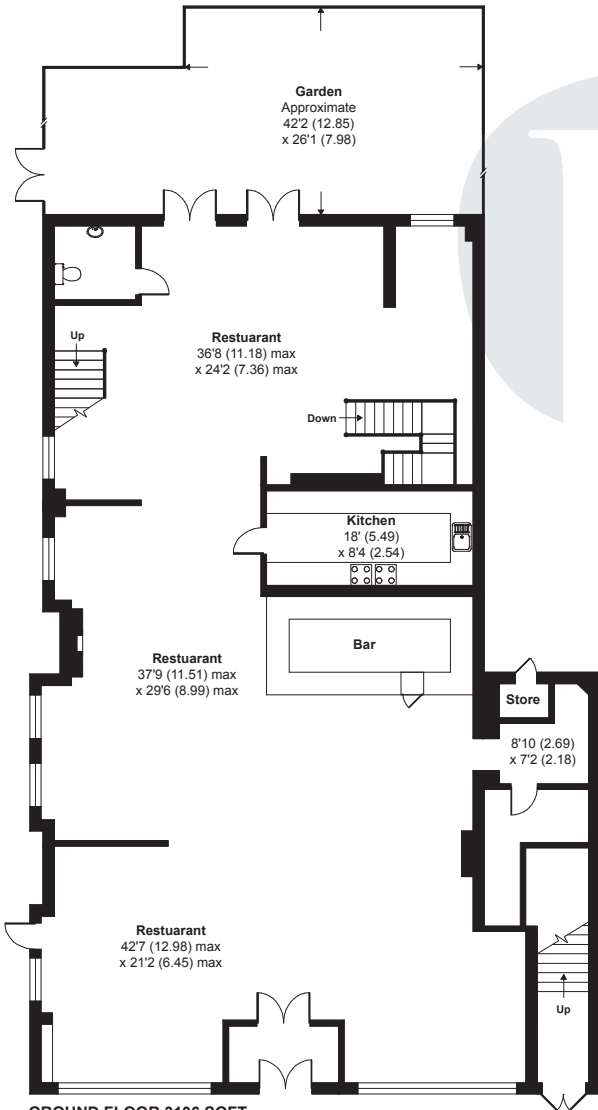 Garden
Approximate
42'2 (12.85)
x 26'1 (7.98)
Up
Restuarant
36'8 (11.18) max
x 24'2 (7.36) max
Down
Kitchen
18' (5.49)
x 8'4 (2.54)
Bar
Restuarant
37'9 (11.51) max
x 29'6 (8.99) max
Store
8'10 (2.69)
x 7'2 (2.18)
Restuarant
42'7 (12.98) max
x 21'2 (6.45) max
Up